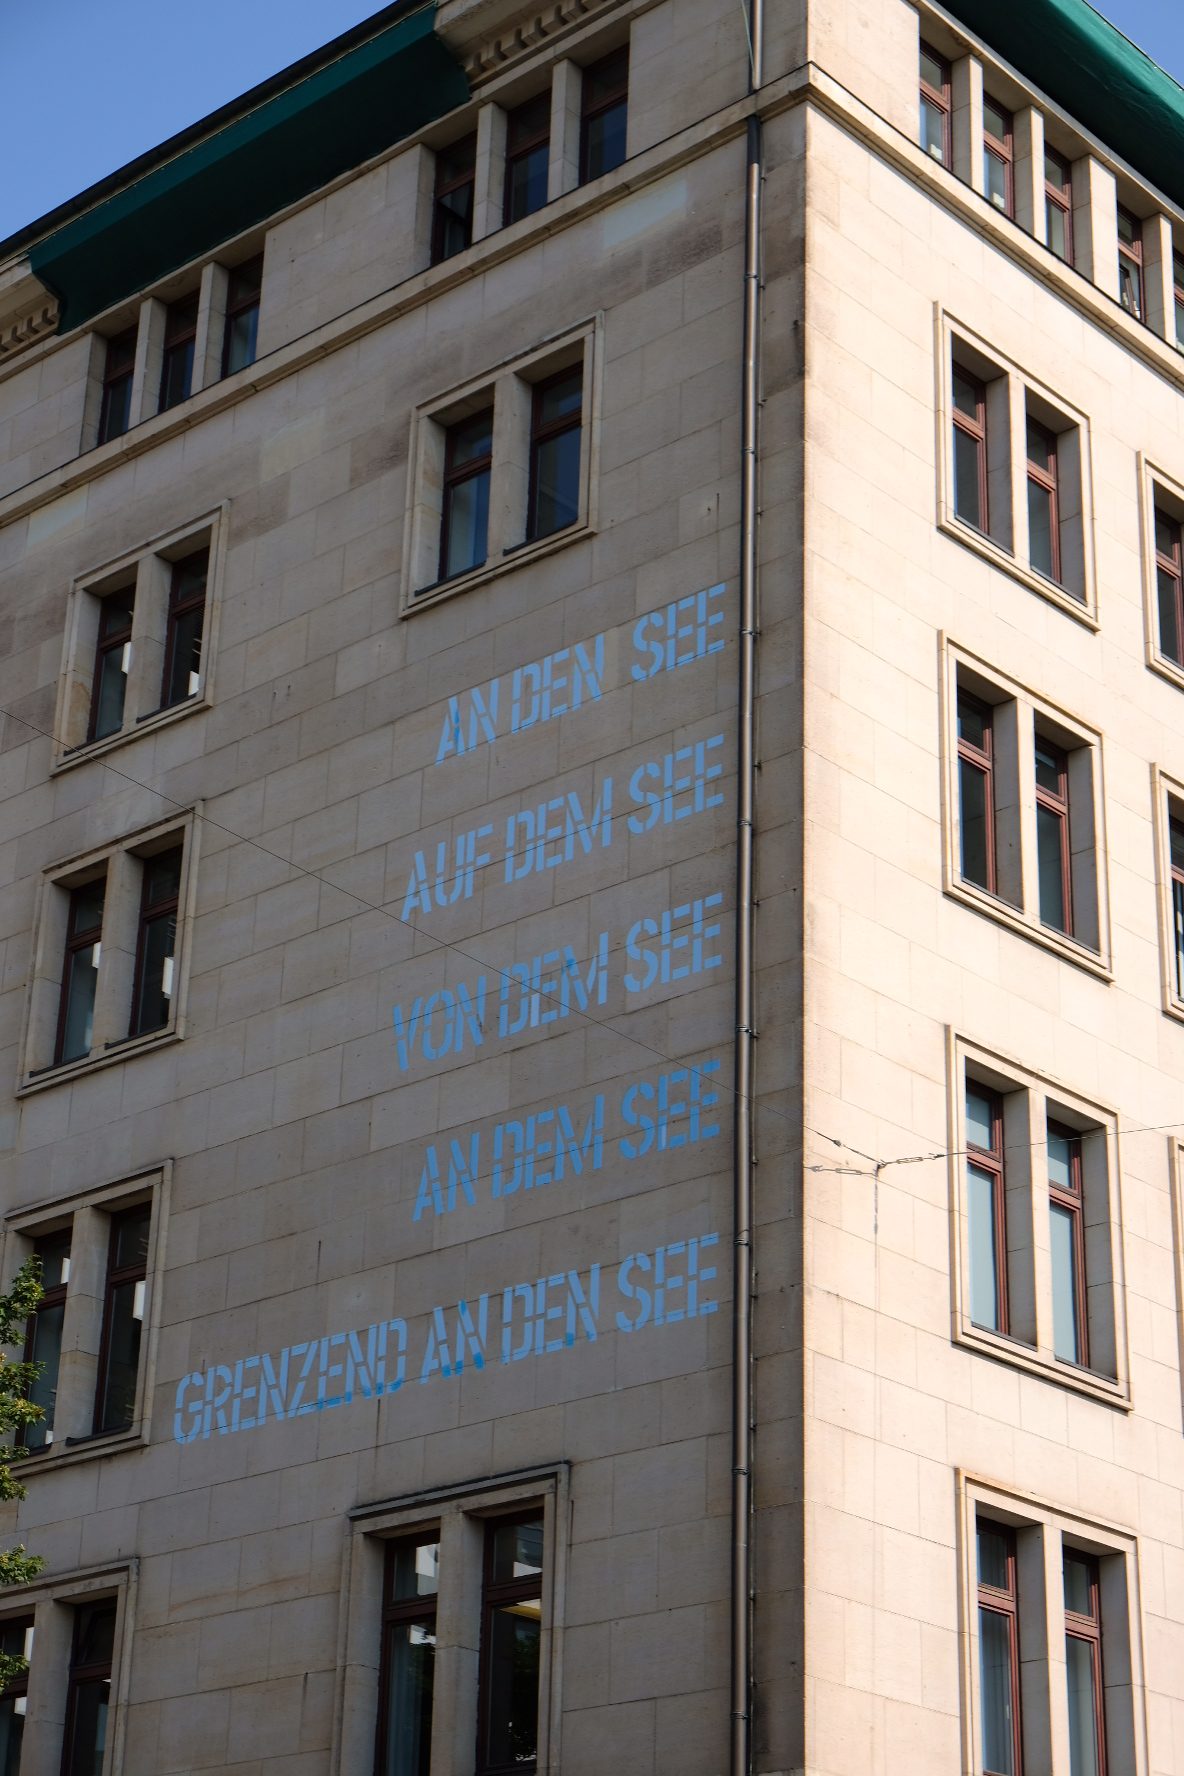 AN DEN SEE
AUF DEM SEE
VON DEM SEE
AN DEM SEE
GRENZEND AN DEN SEE